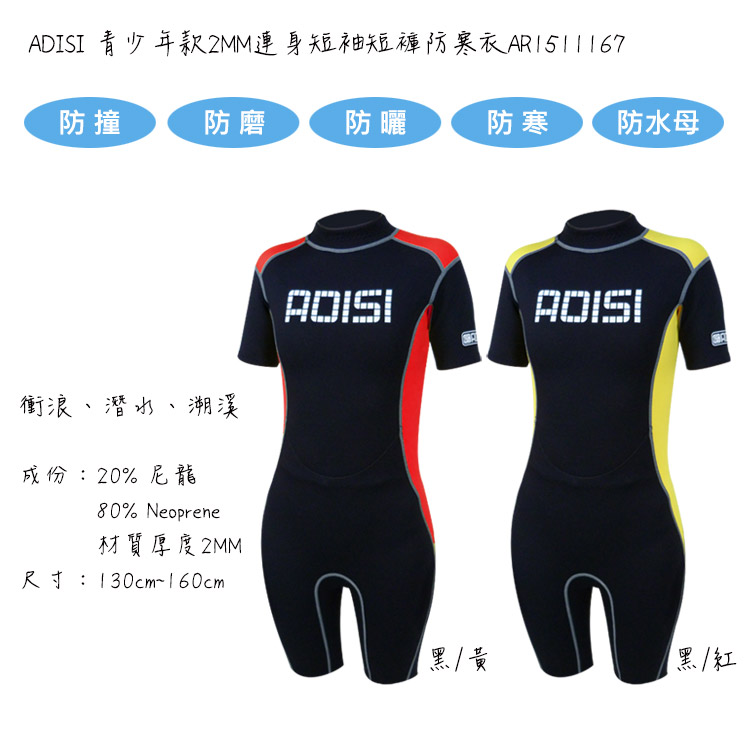 ADISI 青少年款2MM連身短袖短褲防寒衣AR1511167
防撞
防磨
防曬
防寒
防水母
ADISI
ADISI
衝浪、潛水、溯溪
成份：20% 尼龍
80% Neoprene
材質厚度2MM
尺寸：130cm~160cm
黑/黃
黑/紅